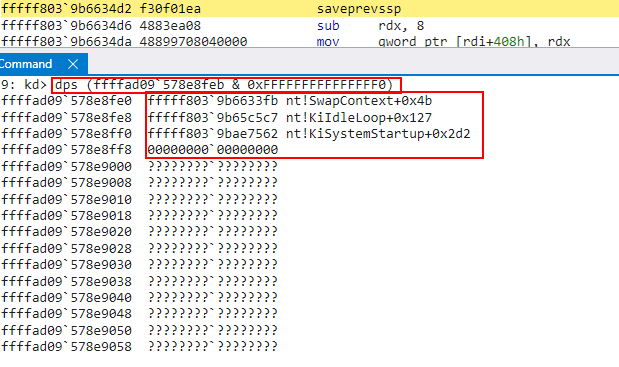 fffff803`9b6634d2 f30f01ea saveprevssp
fffff803`9b6634d6 4883ea08 sub rdx, 8
fffff803`9b6634da 48899708040000 mov qword ptr [rdi+408h], rdx
Command X
9: kd> dps (ffffad09`578e8feb & 0xFFFFFFFFFFFFFFF0)
ffffad09`578e8fe0 fffff803`9b6633fb nt!SwapContext+0x4b
ffffad09`578e8fe8 fffff803`9b65c5c7 nt!KiIdleLoop+0x127
ffffad09`578e8ff0 fffff803`9bae7562 nt!KiSystemStartup+0x2d2
ffffad09`578e8ff8 00000000`00000000
ffffad09`578e9000 ????????`????????
ffffad09`578e9008 ????????`????????
ffffad09`578e9010 ????????`????????
ffffad09`578e9018 ????????`????????
ffffad09`578e9020 ????????`????????
ffffad09`578e9028 ????????`????????
ffffad09`578e9030 ????????`????????
ffffad09`578e9038 ????????`????????
ffffad09`578e9040 ????????`????????
ffffad09`578e9048 ????????`????????
ffffad09`578e9050 ????????`????????
ffffad09`578e9058 ????????`????????